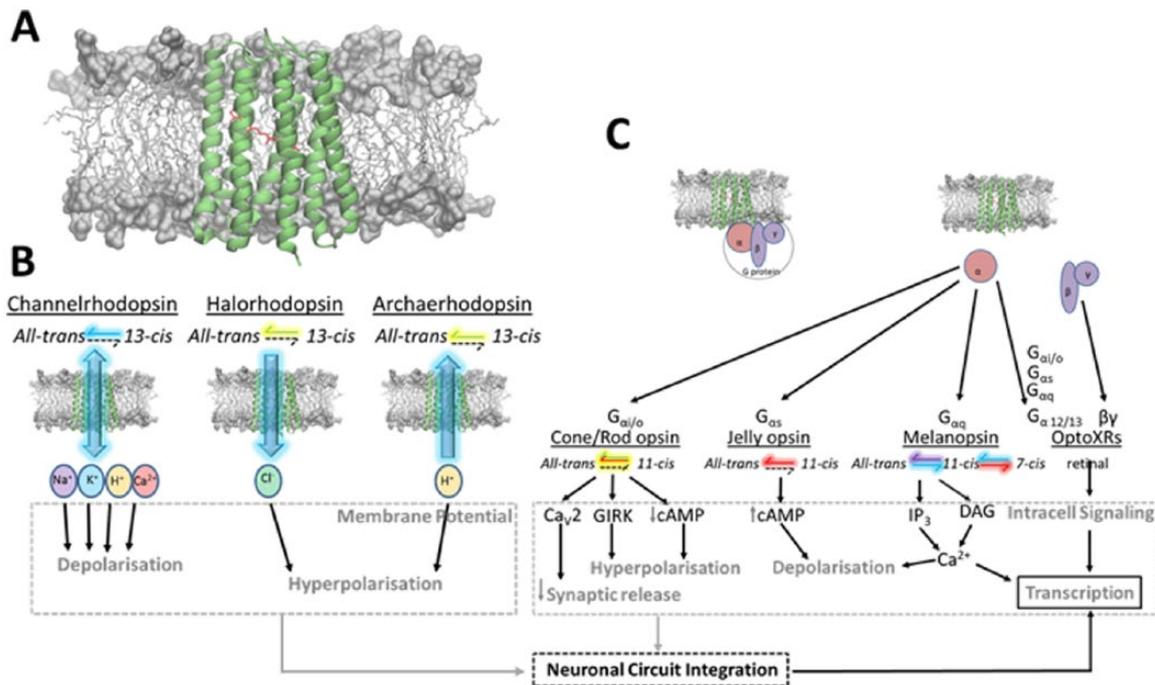 A
B
Channelrhodopsin
All-trans 13-cis
Na⁺ K⁺ H⁺ Ca²⁺
Halorhodopsin
All-trans 13-cis
Cl⁻
Archaerhodopsin
All-trans 13-cis
H⁺
Membrane Potential
Depolarisation
Hyperpolarisation
C
α β γ
G protein
α
β γ
Gαi/o
Gαs
Gαq
Gα 12/13
βγ
Gαi/o
Cone/Rod opsin
All-trans 11-cis
Gαs
Jelly opsin
All-trans 11-cis
Gαq
Melanopsin
All-trans 11-cis 7-cis
OptoXRs
retinal
CaV2 GIRK ↓cAMP
↑cAMP
IP₃ DAG
Intracell Signaling
Ca²⁺
Hyperpolarisation
Depolarisation
↓Synaptic release
Transcription
Neuronal Circuit Integration